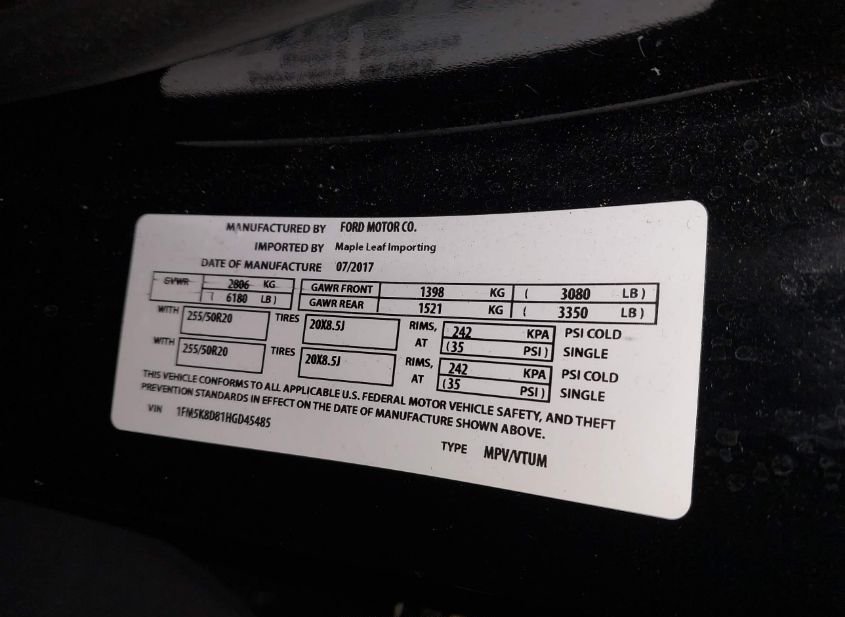 MANUFACTURED BY FORD MOTOR CO.
IMPORTED BY Maple Leaf Importing
DATE OF MANUFACTURE 07/2017
GVWR 2806 KG GAWR FRONT 1398 KG ( 3080 LB )
( 6180 LB ) GAWR REAR 1521 KG ( 3350 LB )
WITH 255/50R20 TIRES 20X8.5J RIMS, 242 KPA PSI COLD
AT (35 PSI ) SINGLE
WITH 255/50R20 TIRES 20X8.5J RIMS, 242 KPA PSI COLD
AT (35 PSI ) SINGLE
THIS VEHICLE CONFORMS TO ALL APPLICABLE U.S. FEDERAL MOTOR VEHICLE SAFETY, AND THEFT
PREVENTION STANDARDS IN EFFECT ON THE DATE OF MANUFACTURE SHOWN ABOVE.
VIN 1FM5K8D81HGD45485
TYPE MPV/VTUM